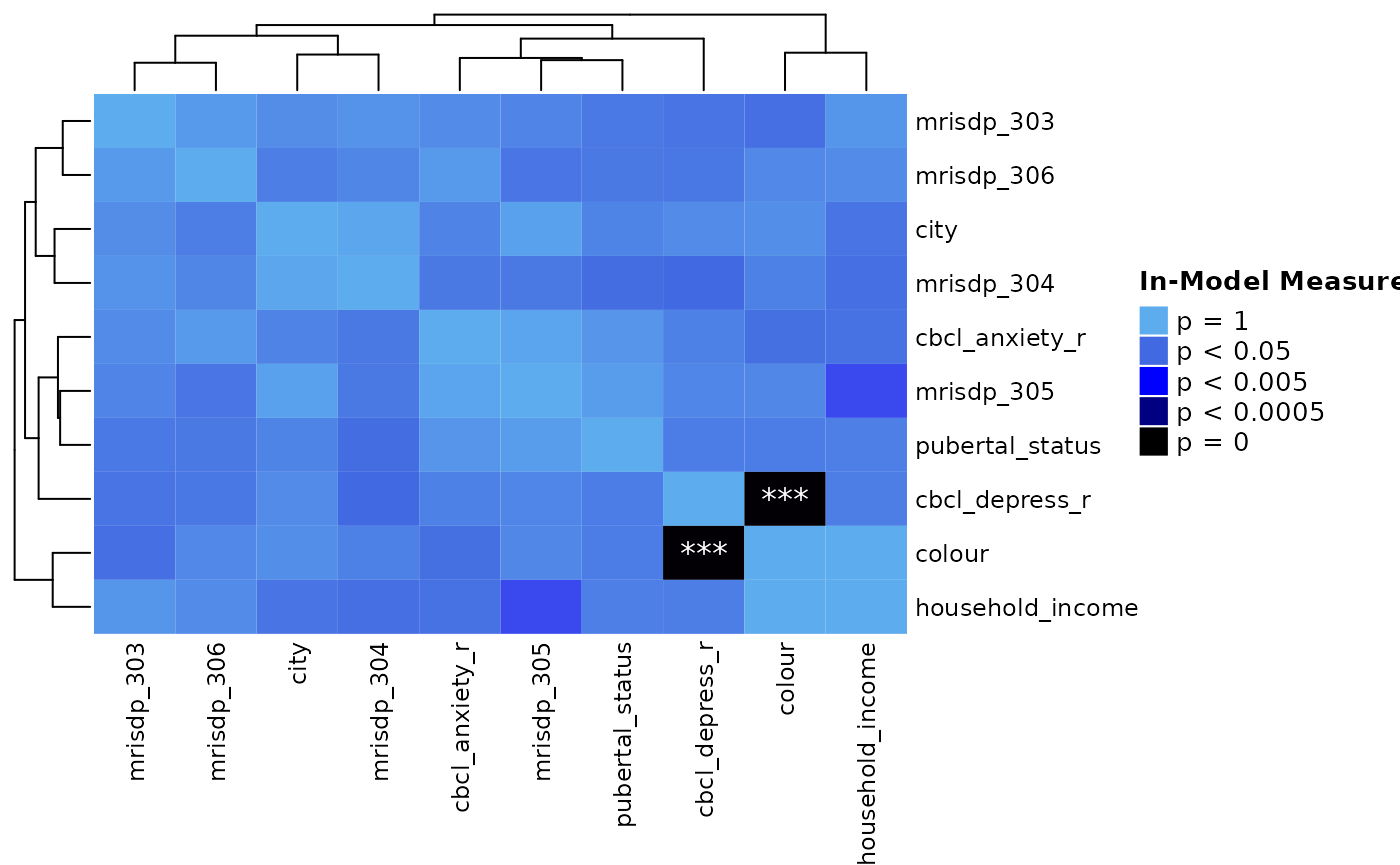 mrisdp_303
mrisdp_306
city
mrisdp_304
cbcl_anxiety_r
mrisdp_305
pubertal_status
cbcl_depress_r
colour
household_income
***
***
In-Model Measure
p = 1
p < 0.05
p < 0.005
p < 0.0005
p = 0
mrisdp_303
mrisdp_306
city
mrisdp_304
cbcl_anxiety_r
mrisdp_305
pubertal_status
cbcl_depress_r
colour
household_income